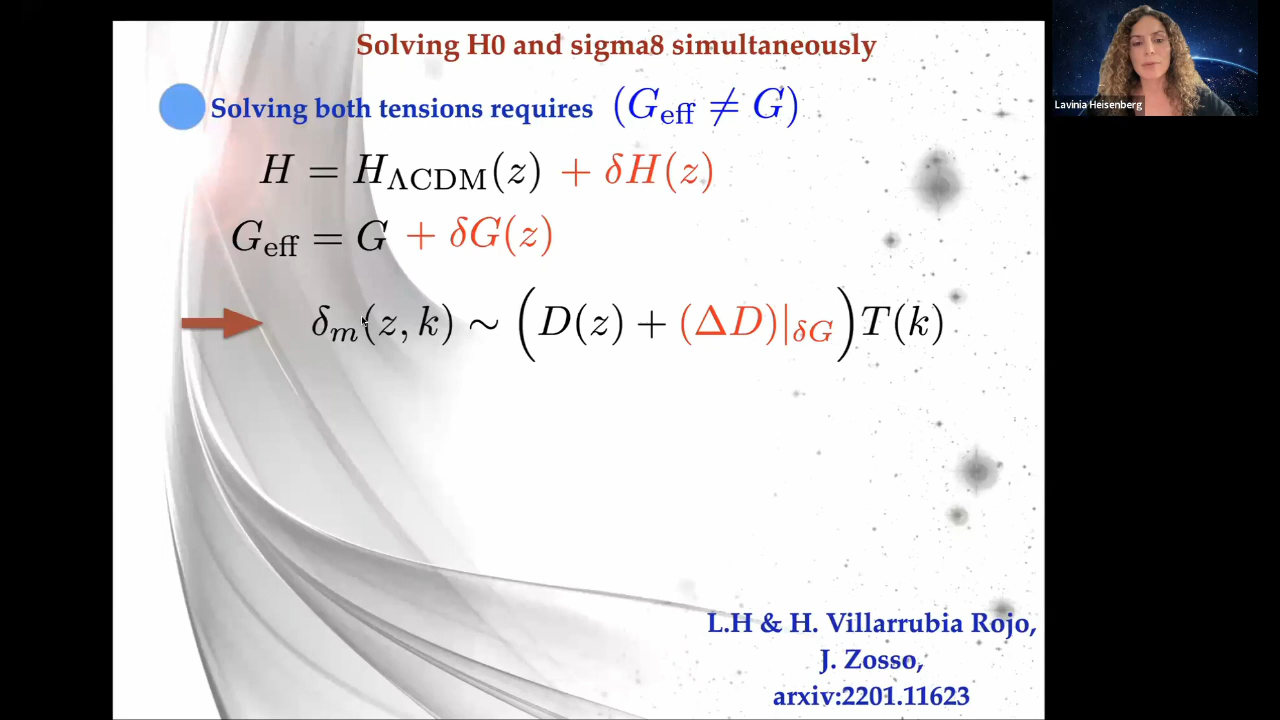 Solving H0 and sigma8 simultaneously
Solving both tensions requires (G_eff ≠ G)
H = H_ΛCDM(z) + δH(z)
G_eff = G + δG(z)
δ_m(z, k) ∼ (D(z) + (ΔD)|_δG)T(k)
L.H & H. Villarrubia Rojo,
J. Zosso,
arxiv:2201.11623
Lavinia Heisenberg